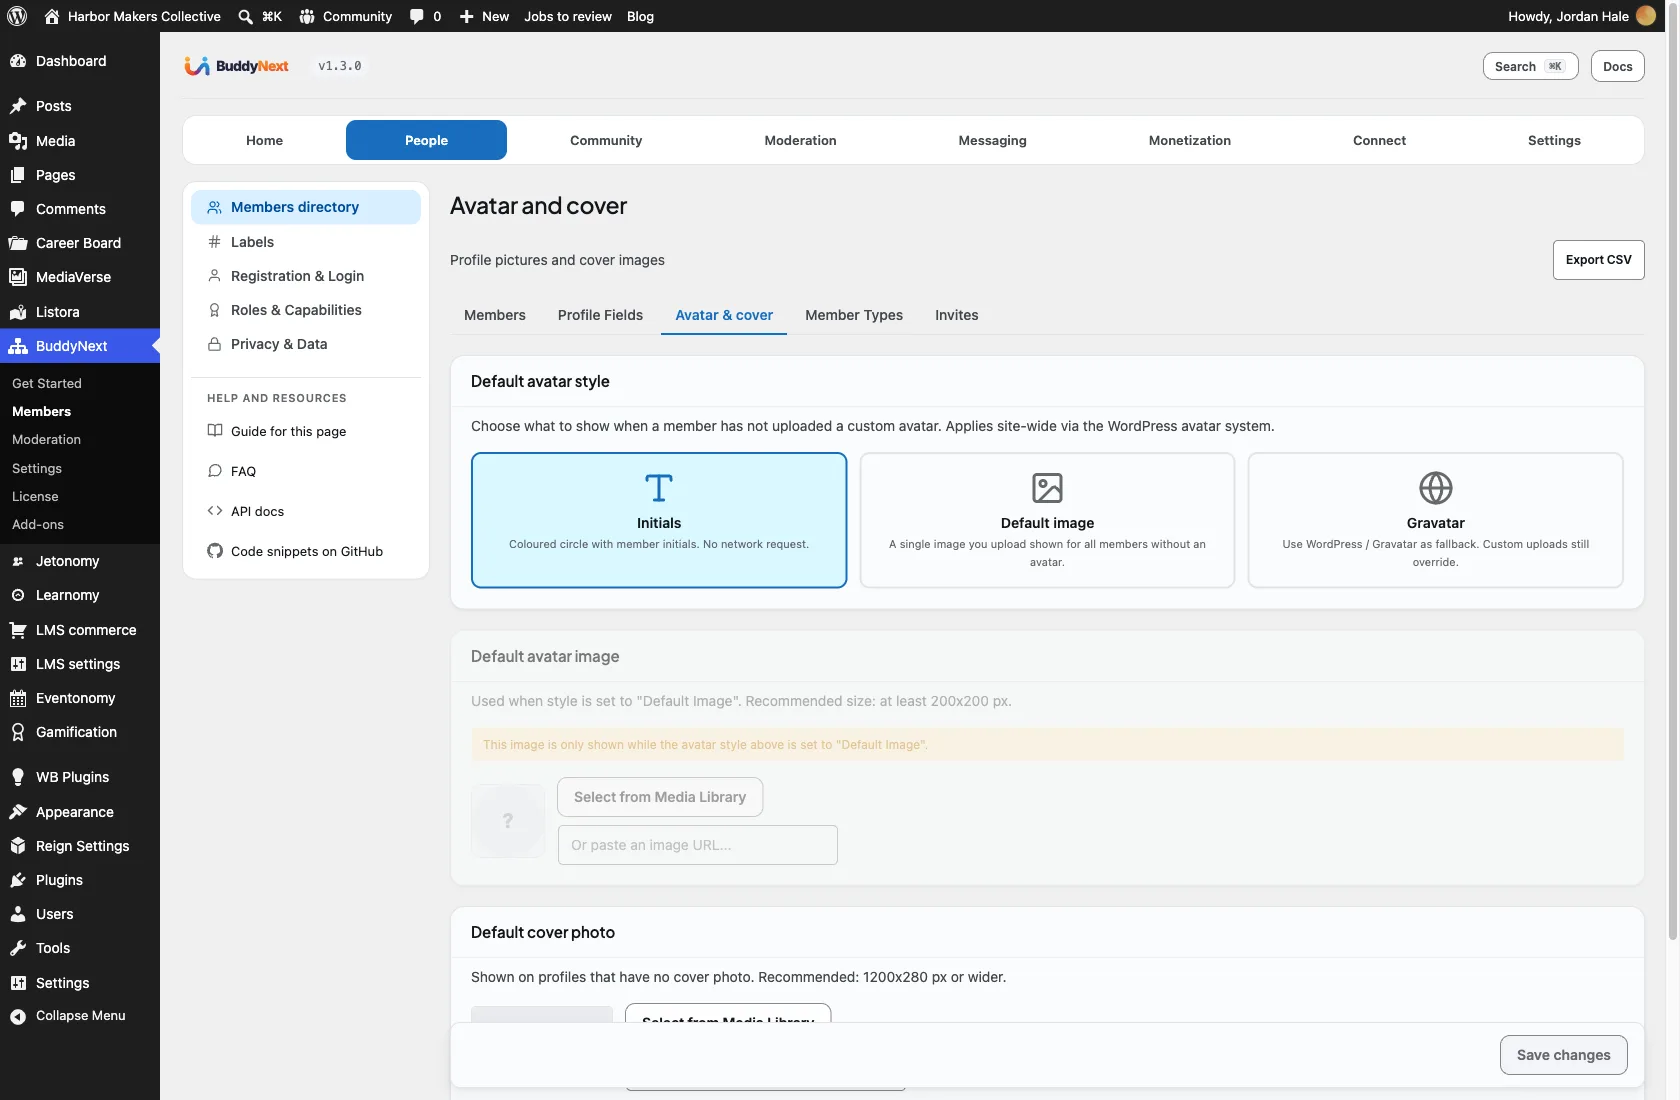 Harbor Makers Collective
⌘K
Community
0
New
Jobs to review
Blog
Howdy, Jordan Hale
Dashboard
Posts
Media
Pages
Comments
Career Board
MediaVerse
Listora
BuddyNext
Get Started
Members
Moderation
Settings
License
Add-ons
Jetonomy
Learnomy
LMS commerce
LMS settings
Eventonomy
Gamification
WB Plugins
Appearance
Reign Settings
Plugins
Users
Tools
Settings
Collapse Menu
BuddyNext
v1.3.0
Search ⌘K
Docs
Home
People
Community
Moderation
Messaging
Monetization
Connect
Settings
Members directory
Labels
Registration & Login
Roles & Capabilities
Privacy & Data
HELP AND RESOURCES
Guide for this page
FAQ
API docs
Code snippets on GitHub
Avatar and cover
Profile pictures and cover images
Export CSV
Members
Profile Fields
Avatar & cover
Member Types
Invites
Default avatar style
Choose what to show when a member has not uploaded a custom avatar. Applies site-wide via the WordPress avatar system.
Initials
Coloured circle with member initials. No network request.
Default image
A single image you upload shown for all members without an
avatar.
Gravatar
Use WordPress / Gravatar as fallback. Custom uploads still
override.
Default avatar image
Used when style is set to "Default Image". Recommended size: at least 200x200 px.
This image is only shown while the avatar style above is set to "Default Image".
?
Select from Media Library
Or paste an image URL...
Default cover photo
Shown on profiles that have no cover photo. Recommended: 1200x280 px or wider.
Select from Media Library
Save changes